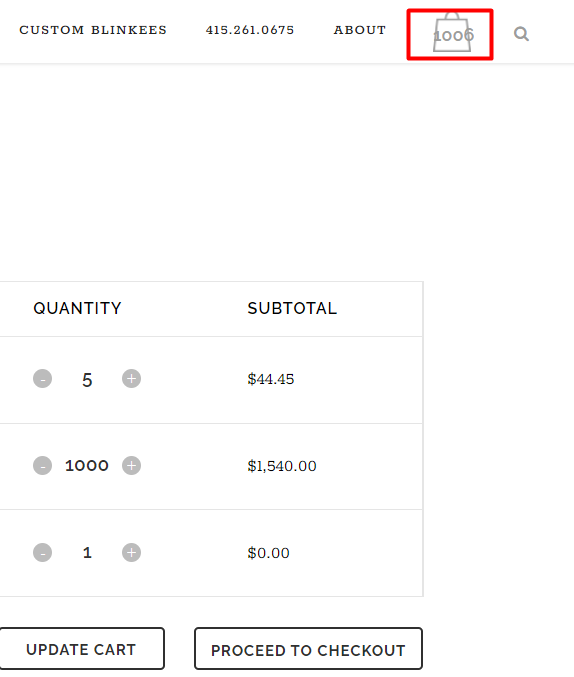 CUSTOM BLINKEES 415.261.0675 ABOUT 1006
QUANTITY SUBTOTAL
- 5 + $44.45
- 1000 + $1,540.00
- 1 + $0.00
UPDATE CART PROCEED TO CHECKOUT